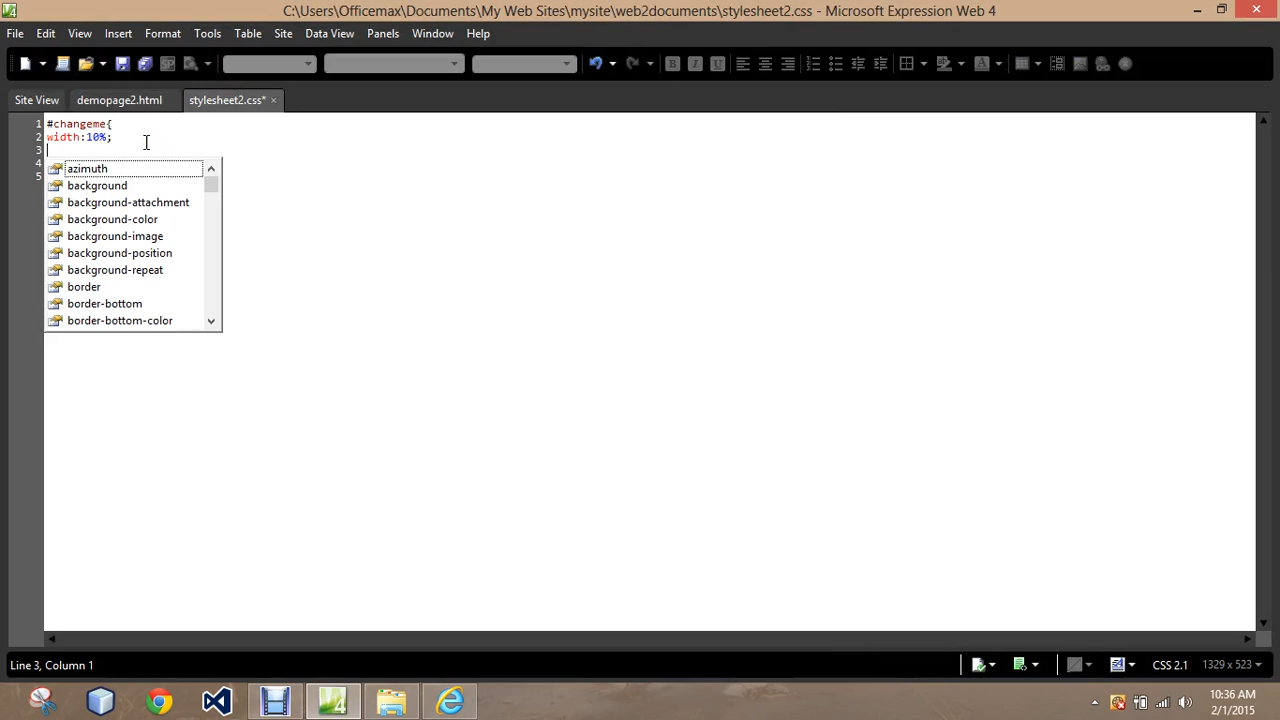 C:\Users\Officemax\Documents\My Web Sites\mysite\web2documents\stylesheet2.css - Microsoft Expression Web 4
File Edit View Insert Format Tools Table Site Data View Panels Window Help
B I U A
Site View demopage2.html stylesheet2.css* ×
1 #changeme{
2 width:10%;
3
4
5
azimuth
background
background-attachment
background-color
background-image
background-position
background-repeat
border
border-bottom
border-bottom-color
Line 3, Column 1 CSS 2.1 1329 x 523
10:36 AM
2/1/2015